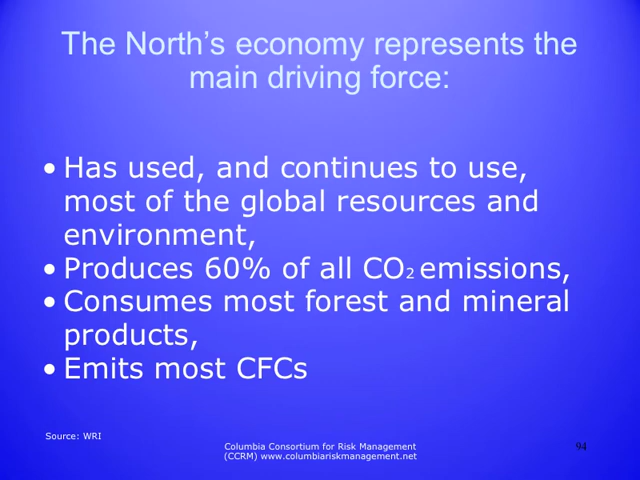 The North’s economy represents the
main driving force:
• Has used, and continues to use,
most of the global resources and
environment,
• Produces 60% of all CO₂ emissions,
• Consumes most forest and mineral
products,
• Emits most CFCs
Source: WRI
Columbia Consortium for Risk Management
(CCRM) www.columbiariskmanagement.net
94